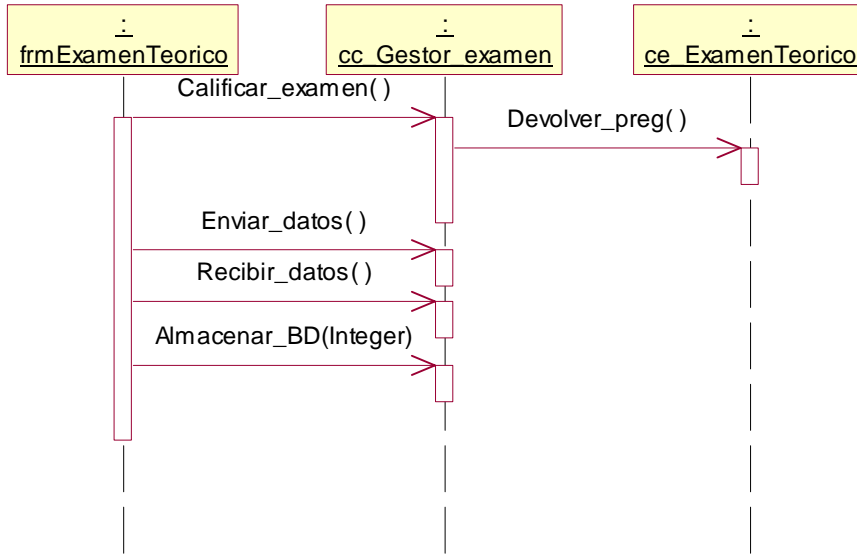 :
frmExamenTeorico
:
cc_Gestor_examen
:
ce_ExamenTeorico
Calificar_examen( )
Devolver_preg( )
Enviar_datos( )
Recibir_datos( )
Almacenar_BD(Integer)